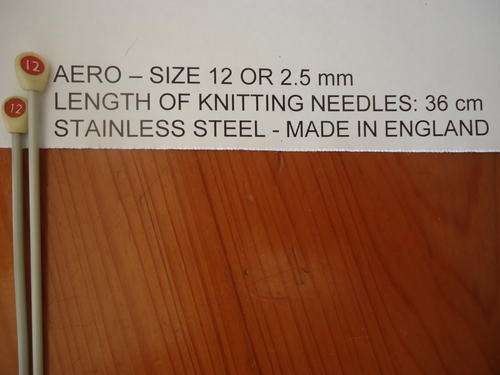 12
12
AERO – SIZE 12 OR 2.5 mm
LENGTH OF KNITTING NEEDLES: 36 cm
STAINLESS STEEL - MADE IN ENGLAND